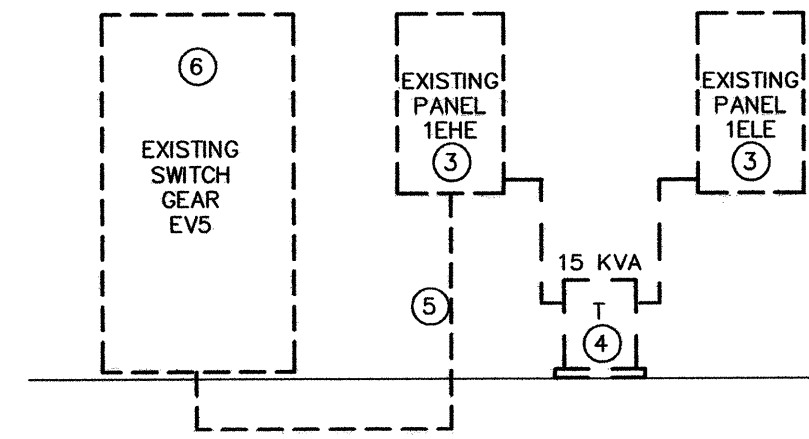 6
EXISTING
SWITCH
GEAR
EV5
EXISTING
PANEL
1EHE
3
EXISTING
PANEL
1ELE
3
5
15 KVA
T
4